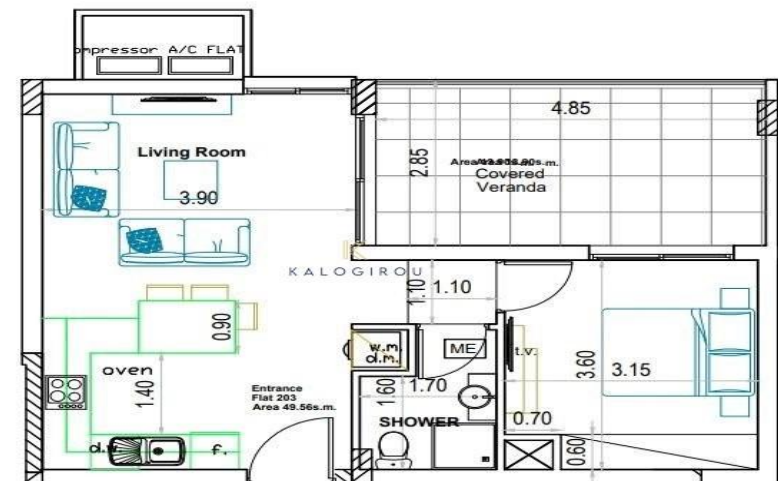 ompressor A/C FLAT
4.85
Living Room
2.85
Covered
Veranda
3.90
KALOGIROU
1.10
1.10
0.90
w.m.
d.m.
ME
t.v.
oven
1.40
3.60
3.15
1.60
1.70
Entrance
Flat 203
Area 49.56s.m.
SHOWER
0.70
d.w.
f.
0.60